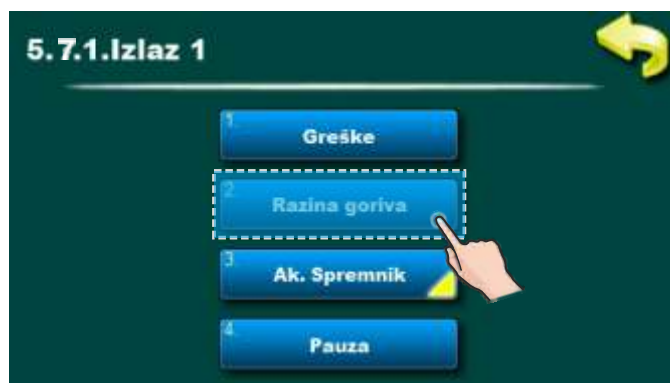 5.7.1.Izlaz 1
1.
Greške
2.
Razina goriva
3.
Ak. Spremnik
4.
Pauza